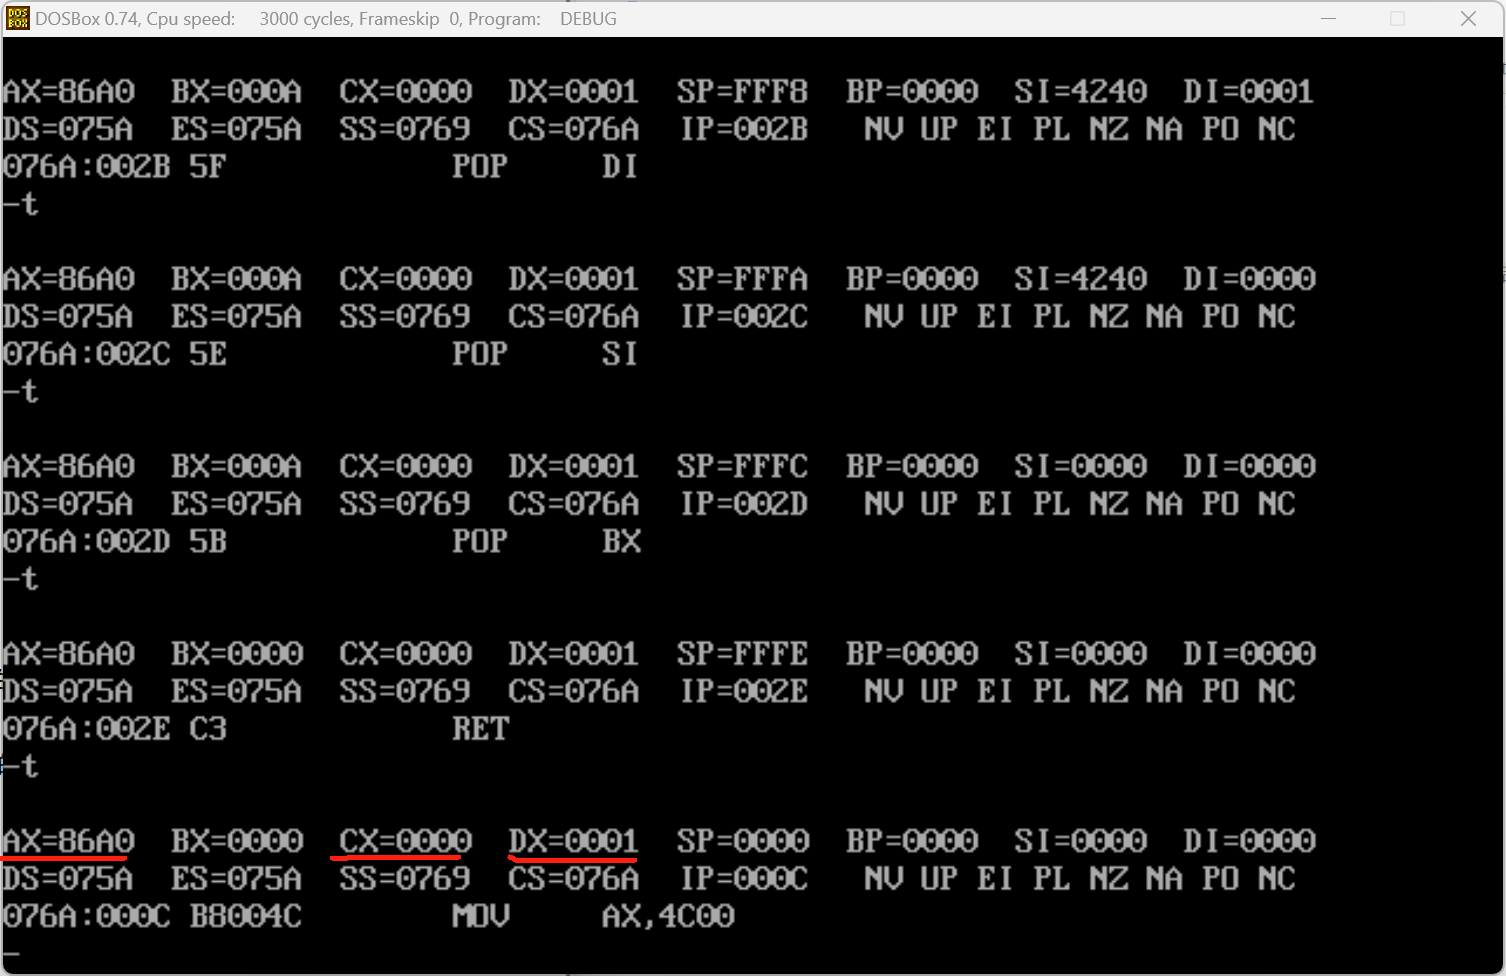 DOS BOX DOSBox 0.74, Cpu speed: 3000 cycles, Frameskip 0, Program: DEBUG
AX=86A0 BX=000A CX=0000 DX=0001 SP=FFF8 BP=0000 SI=4240 DI=0001
DS=075A ES=075A SS=0769 CS=076A IP=002B NV UP EI PL NZ NA PO NC
076A:002B 5F POP DI
-t
AX=86A0 BX=000A CX=0000 DX=0001 SP=FFFA BP=0000 SI=4240 DI=0000
DS=075A ES=075A SS=0769 CS=076A IP=002C NV UP EI PL NZ NA PO NC
076A:002C 5E POP SI
-t
AX=86A0 BX=000A CX=0000 DX=0001 SP=FFFC BP=0000 SI=0000 DI=0000
DS=075A ES=075A SS=0769 CS=076A IP=002D NV UP EI PL NZ NA PO NC
076A:002D 5B POP BX
-t
AX=86A0 BX=0000 CX=0000 DX=0001 SP=FFFE BP=0000 SI=0000 DI=0000
DS=075A ES=075A SS=0769 CS=076A IP=002E NV UP EI PL NZ NA PO NC
076A:002E C3 RET
-t
AX=86A0 BX=0000 CX=0000 DX=0001 SP=0000 BP=0000 SI=0000 DI=0000
DS=075A ES=075A SS=0769 CS=076A IP=000C NV UP EI PL NZ NA PO NC
076A:000C B8004C MOV AX,4C00
-